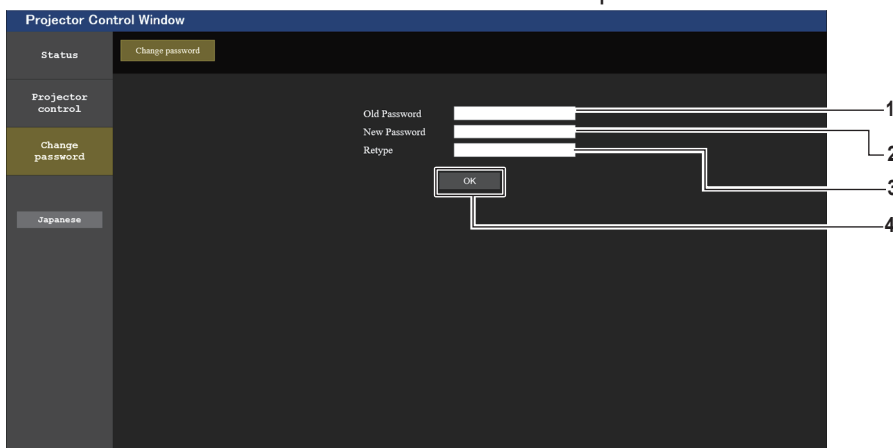 Projector Control Window
Status
Change password
Projector
control
Change
password
Japanese
Old Password
New Password
Retype
OK
1
2
3
4